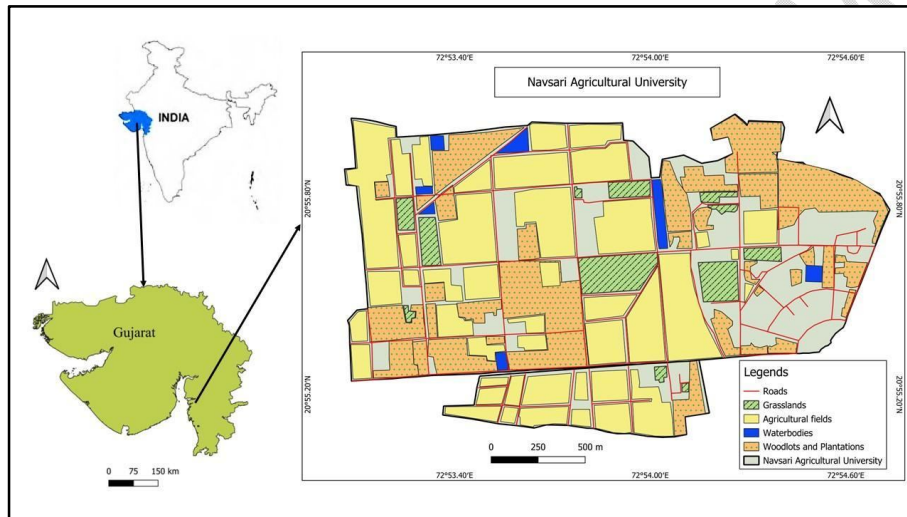 INDIA
Gujarat
0 75 150 km
72°53.40'E 72°54.00'E 72°54.60'E
Navsari Agricultural University
20°55.80'N
20°55.80'N
20°55.20'N
20°55.20'N
0 250 500 m
Legends
Roads
Grasslands
Agricultural fields
Waterbodies
Woodlots and Plantations
Navsari Agricultural University
72°53.40'E 72°54.00'E 72°54.60'E